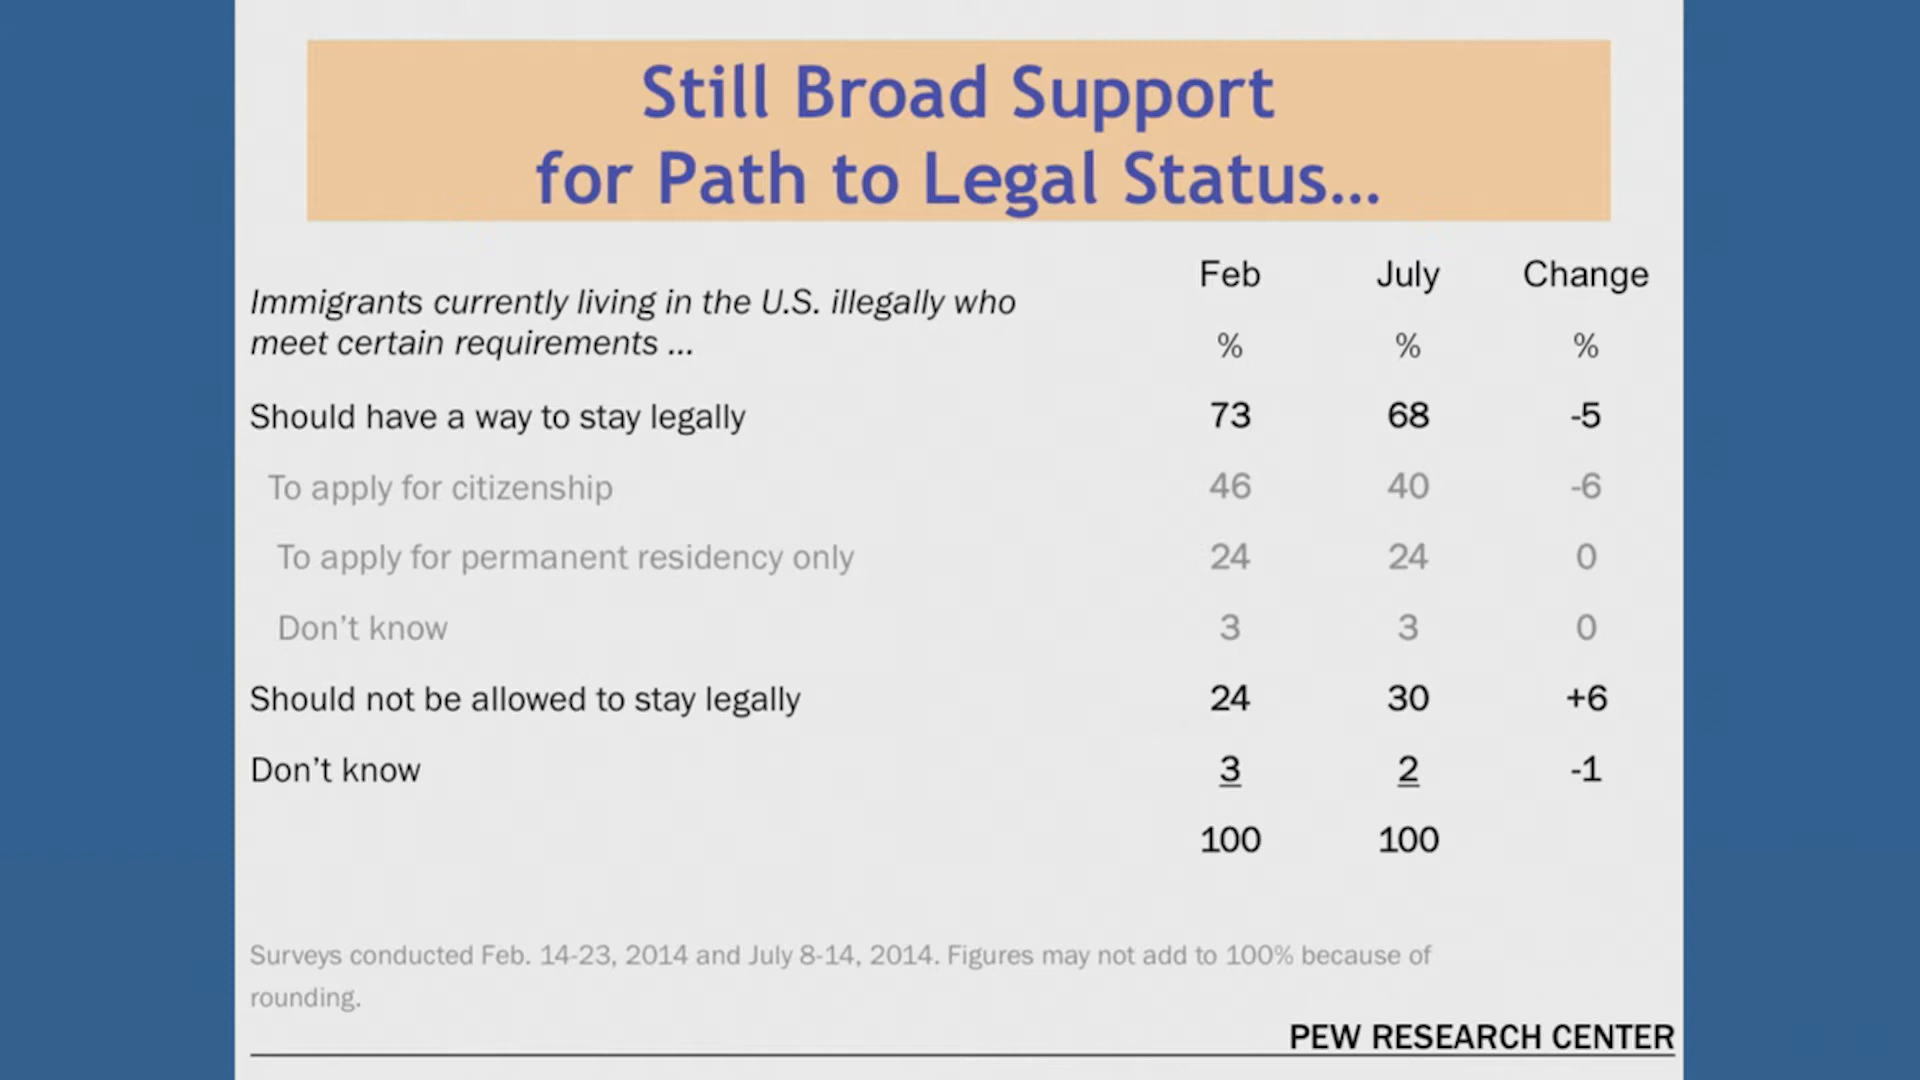 Still Broad Support
for Path to Legal Status...
Feb July Change
Immigrants currently living in the U.S. illegally who
meet certain requirements ...
% % %
Should have a way to stay legally 73 68 -5
To apply for citizenship 46 40 -6
To apply for permanent residency only 24 24 0
Don't know 3 3 0
Should not be allowed to stay legally 24 30 +6
Don't know 3 2 -1
100 100
Surveys conducted Feb. 14-23, 2014 and July 8-14, 2014. Figures may not add to 100% because of
rounding.
PEW RESEARCH CENTER